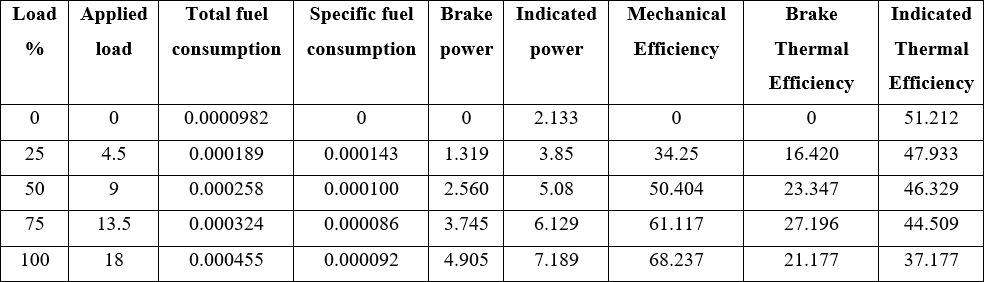 Load % Applied load Total fuel consumption Specific fuel consumption Brake power Indicated power Mechanical Efficiency Brake Thermal Efficiency Indicated Thermal Efficiency
0 0 0.0000982 0 0 2.133 0 0 51.212
25 4.5 0.000189 0.000143 1.319 3.85 34.25 16.420 47.933
50 9 0.000258 0.000100 2.560 5.08 50.404 23.347 46.329
75 13.5 0.000324 0.000086 3.745 6.129 61.117 27.196 44.509
100 18 0.000455 0.000092 4.905 7.189 68.237 21.177 37.177